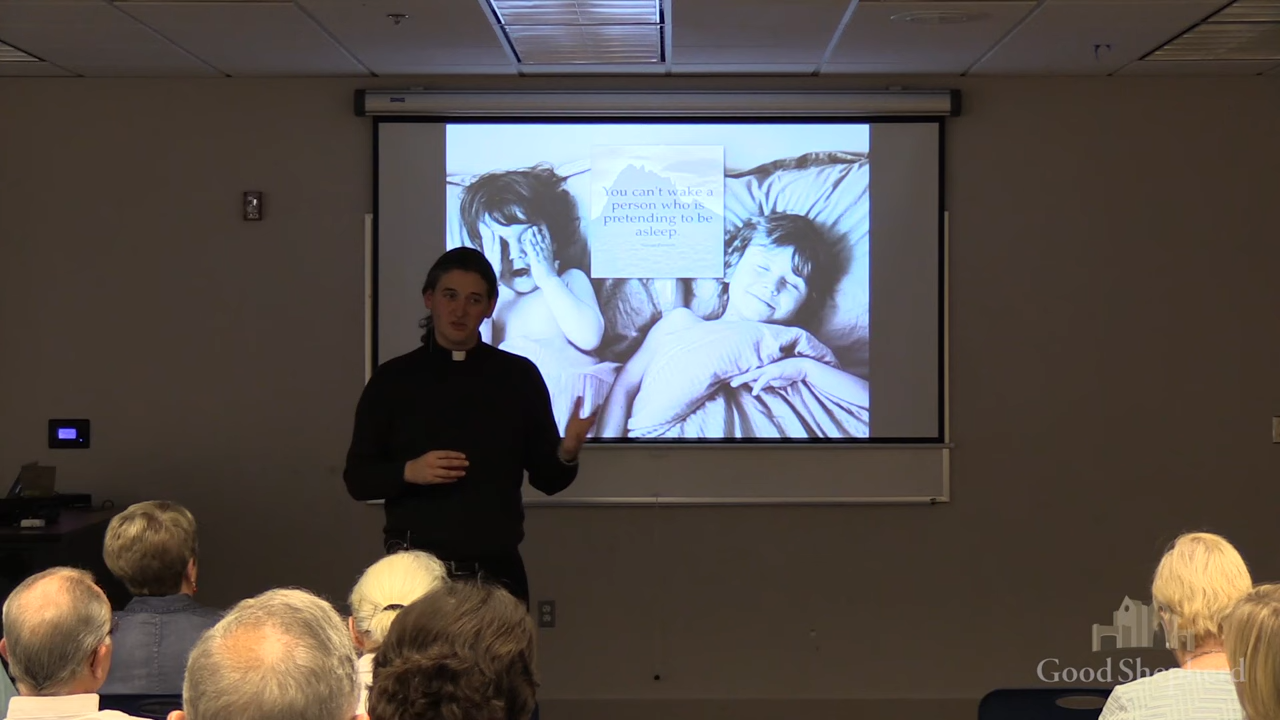 You can't wake a
person who is
pretending to be
asleep.
Good Shepherd